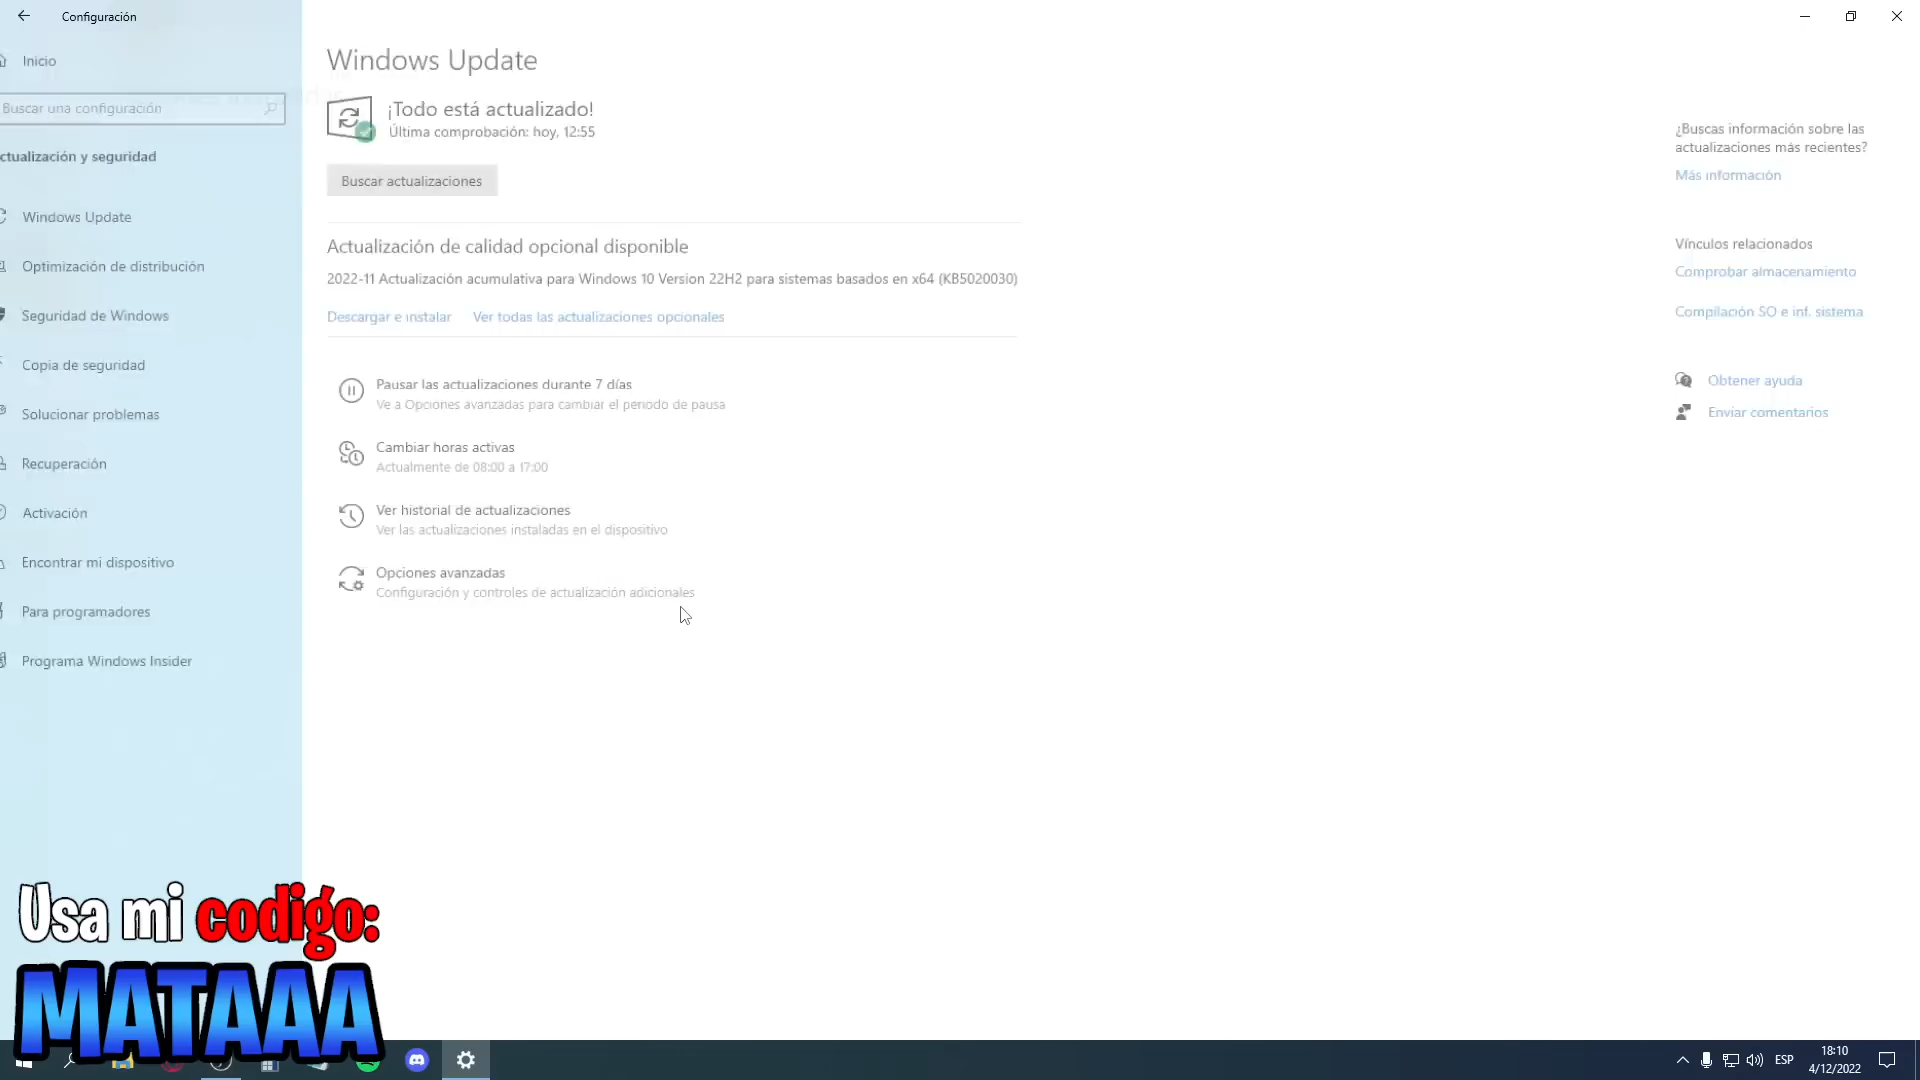 Configuración
Inicio
Buscar una configuración
ctualización y seguridad
Windows Update
Optimización de distribución
Seguridad de Windows
Copia de seguridad
Solucionar problemas
Recuperación
Activación
Encontrar mi dispositivo
Para programadores
Programa Windows Insider
Windows Update
¡Todo está actualizado!
Última comprobación: hoy, 12:55
Buscar actualizaciones
Actualización de calidad opcional disponible
2022-11 Actualización acumulativa para Windows 10 Version 22H2 para sistemas basados en x64 (KB5020030)
Descargar e instalar Ver todas las actualizaciones opcionales
Pausar las actualizaciones durante 7 días
Ve a Opciones avanzadas para cambiar el período de pausa
Cambiar horas activas
Actualmente de 08:00 a 17:00
Ver historial de actualizaciones
Ver las actualizaciones instaladas en el dispositivo
Opciones avanzadas
Configuración y controles de actualización adicionales
¿Buscas información sobre las
actualizaciones más recientes?
Más información
Vínculos relacionados
Comprobar almacenamiento
Compilación SO e inf. sistema
Obtener ayuda
Enviar comentarios
Usa mi codigo:
MATAAA
ESP
18:10
4/12/2022